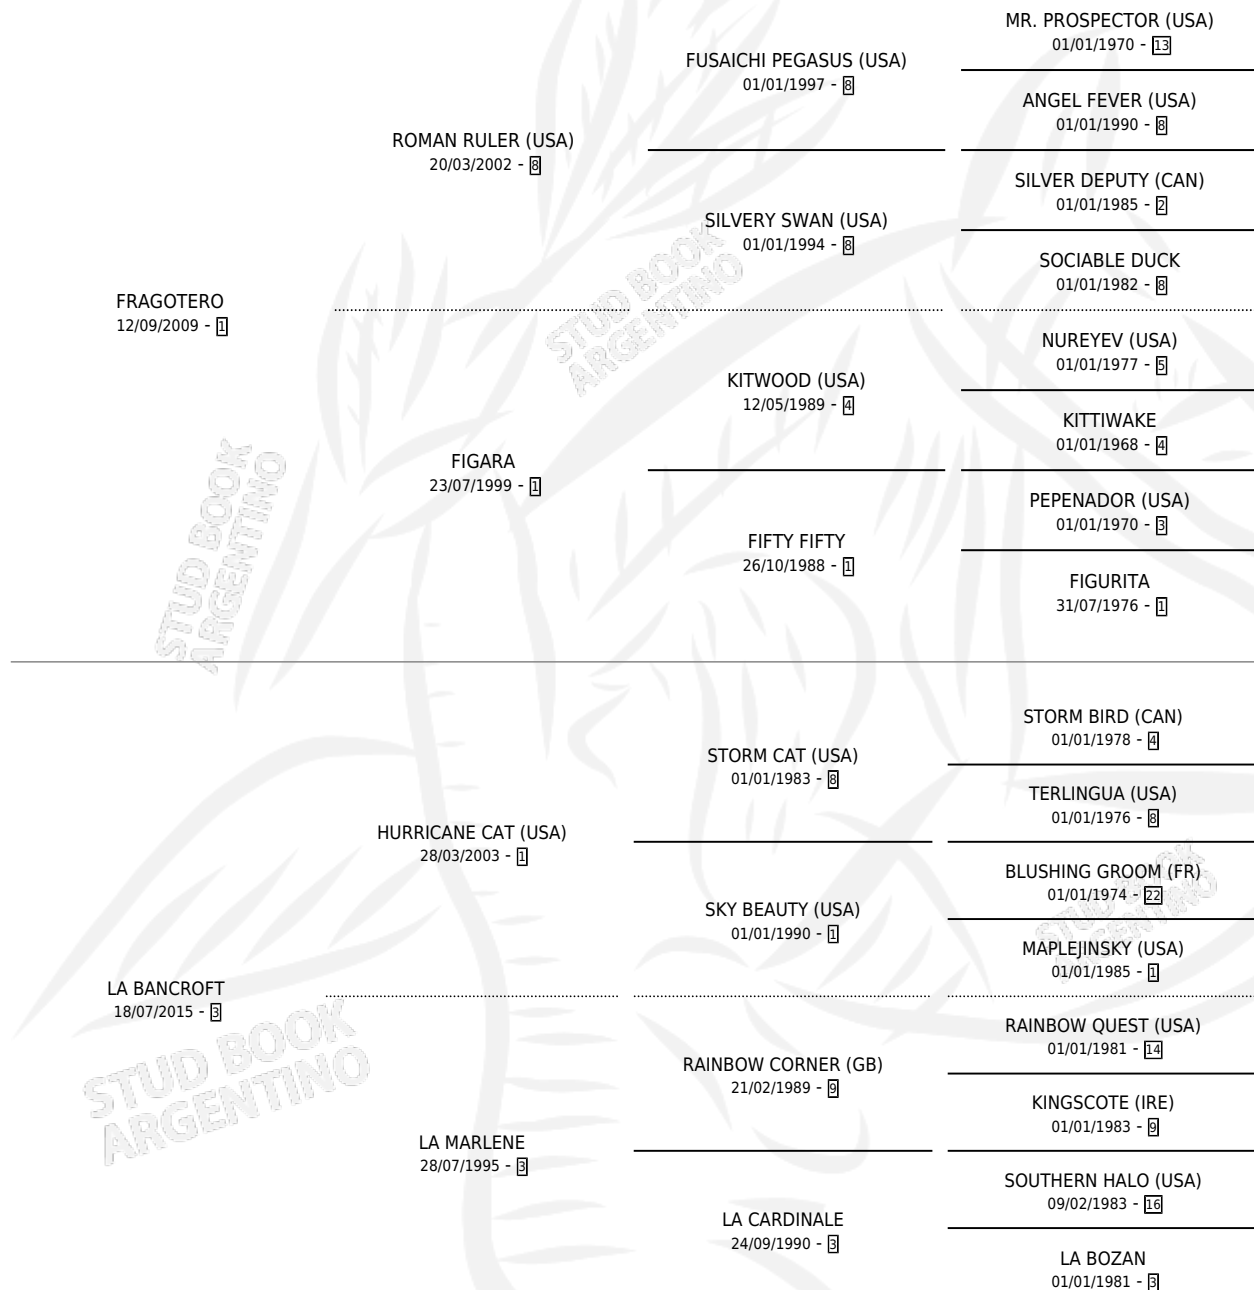 MR. PROSPECTOR (USA)
01/01/1970 - 13
FUSAICHI PEGASUS (USA)
01/01/1997 - 8
ANGEL FEVER (USA)
01/01/1990 - 8
ROMAN RULER (USA)
20/03/2002 - 8
SILVER DEPUTY (CAN)
01/01/1985 - 2
SILVERY SWAN (USA)
01/01/1994 - 8
SOCIABLE DUCK
01/01/1982 - 8
STUD BOOK
ARGENTINO
FRAGOTERO
12/09/2009 - 1
NUREYEV (USA)
01/01/1977 - 5
KITWOOD (USA)
12/05/1989 - 4
KITTIWAKE
01/01/1968 - 4
FIGARA
23/07/1999 - 1
PEPENADOR (USA)
01/01/1970 - 3
FIFTY FIFTY
26/10/1988 - 1
FIGURITA
31/07/1976 - 1
STUD BOOK
ARGENTINO
STORM BIRD (CAN)
01/01/1978 - 4
STORM CAT (USA)
01/01/1983 - 8
TERLINGUA (USA)
01/01/1976 - 8
HURRICANE CAT (USA)
28/03/2003 - 1
BLUSHING GROOM (FR)
01/01/1974 - 22
SKY BEAUTY (USA)
01/01/1990 - 1
STUD BOOK
ARGENTINO
MAPLEJINSKY (USA)
01/01/1985 - 1
LA BANCROFT
18/07/2015 - 3
RAINBOW QUEST (USA)
01/01/1981 - 14
RAINBOW CORNER (GB)
21/02/1989 - 9
STUD BOOK
ARGENTINO
KINGSCOTE (IRE)
01/01/1983 - 9
LA MARLENE
28/07/1995 - 3
SOUTHERN HALO (USA)
09/02/1983 - 16
LA CARDINALE
24/09/1990 - 3
LA BOZAN
01/01/1981 - 3